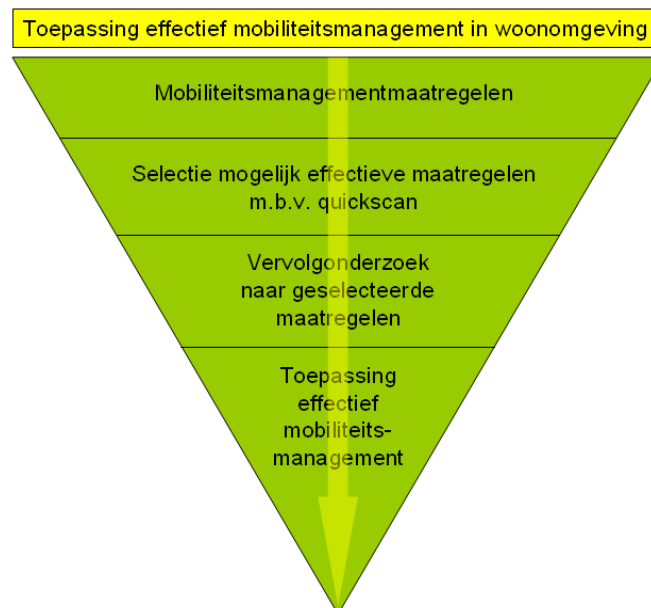 Toepassing effectief mobiliteitsmanagement in woonomgeving
Mobiliteitsmanagementmaatregelen
Selectie mogelijk effectieve maatregelen
m.b.v. quickscan
Vervolgonderzoek
naar geselecteerde
maatregelen
Toepassing
effectief
mobiliteits-
management